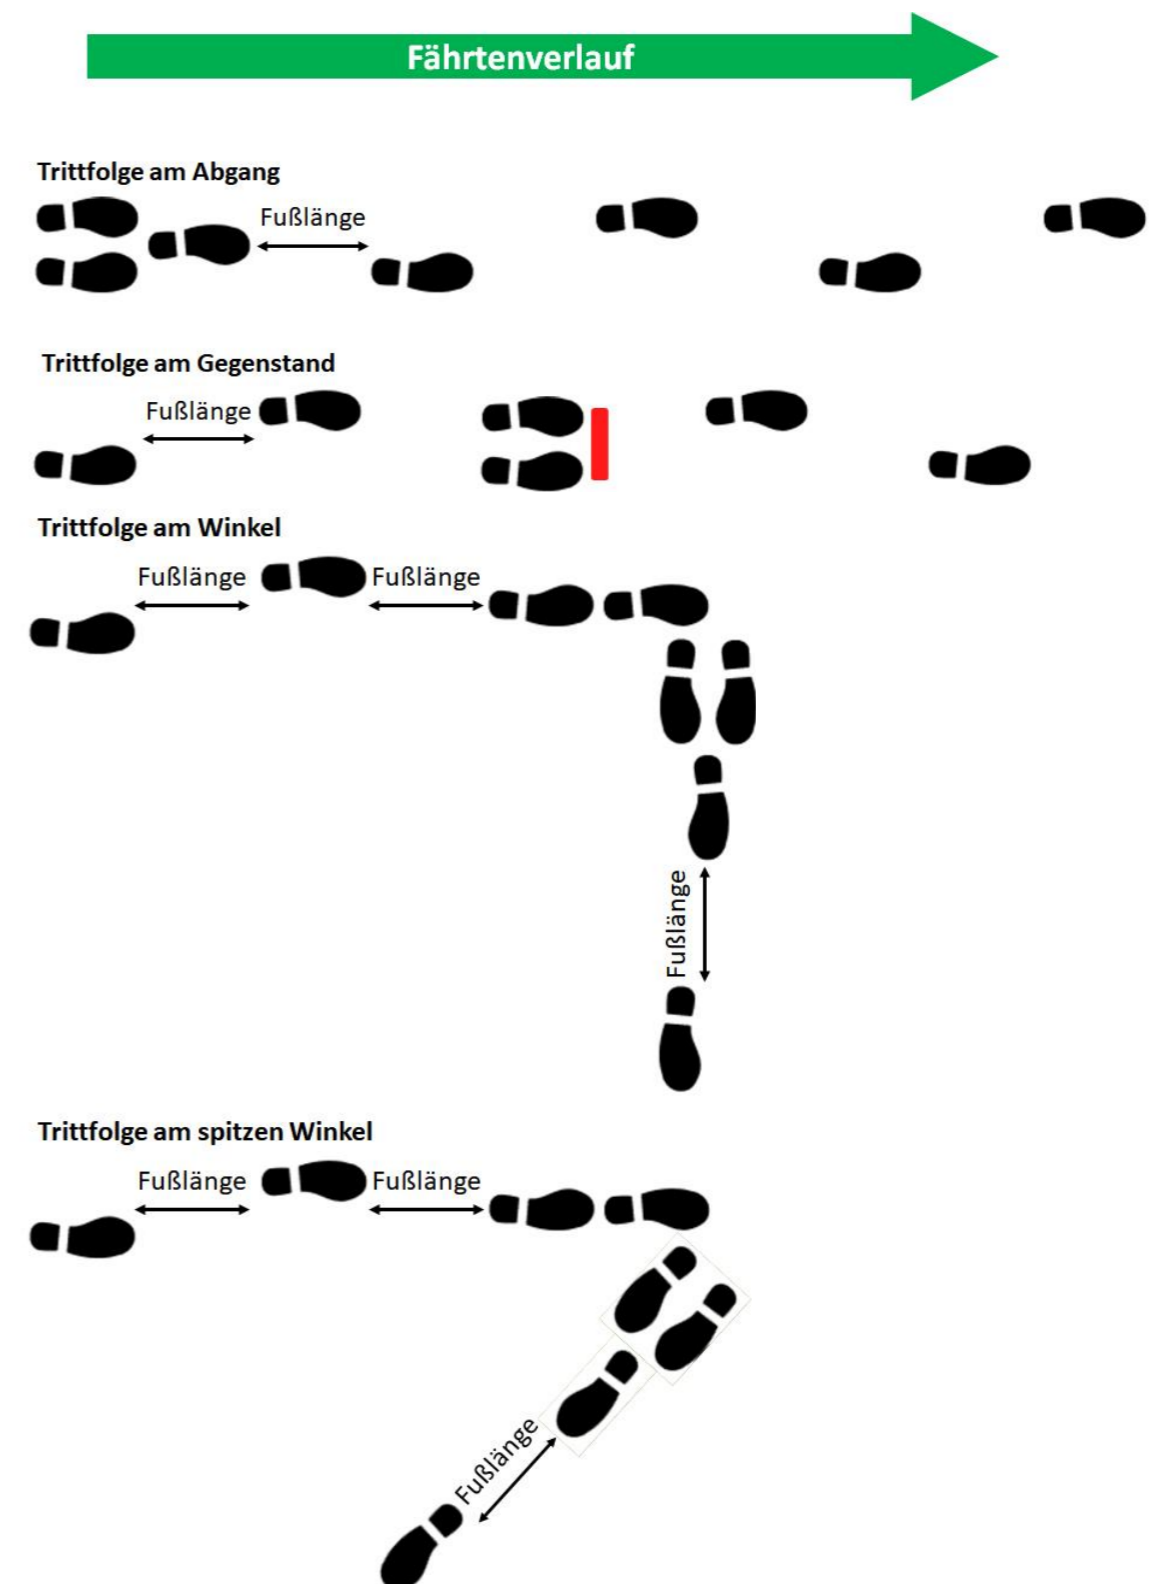 Fährtenverlauf
Trittfolge am Abgang
Fußlänge
Trittfolge am Gegenstand
Fußlänge
Trittfolge am Winkel
Fußlänge
Fußlänge
Fußlänge
Trittfolge am spitzen Winkel
Fußlänge
Fußlänge
Fußlänge